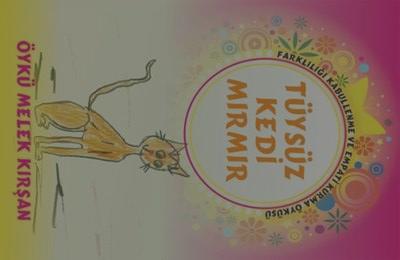 FARKLILIĞI KABULLENME VE EMPATİ KURMA ÖYKÜSÜ
TÜYSÜZ
KEDİ
MIRMIR
ÖYKÜ MELEK KIRŞAN